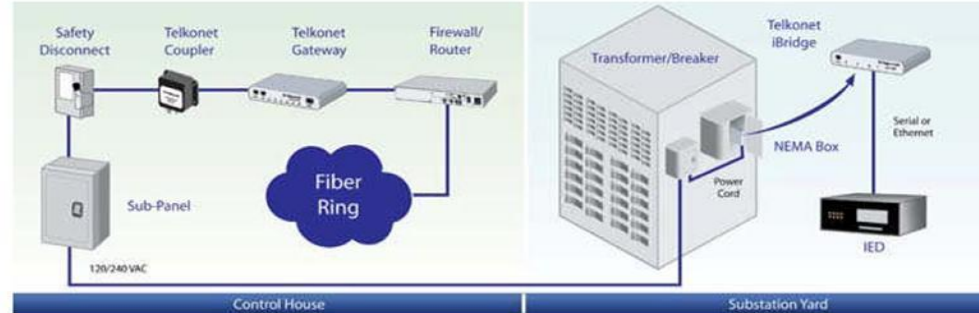 Safety
Disconnect
Telkonet
Coupler
Telkonet
Gateway
Firewall/
Router
Sub-Panel
Fiber
Ring
120/240 VAC
Control House
Transformer/Breaker
Telkonet
iBridge
NEMA Box
Power
Cord
Serial or
Ethernet
IED
Substation Yard